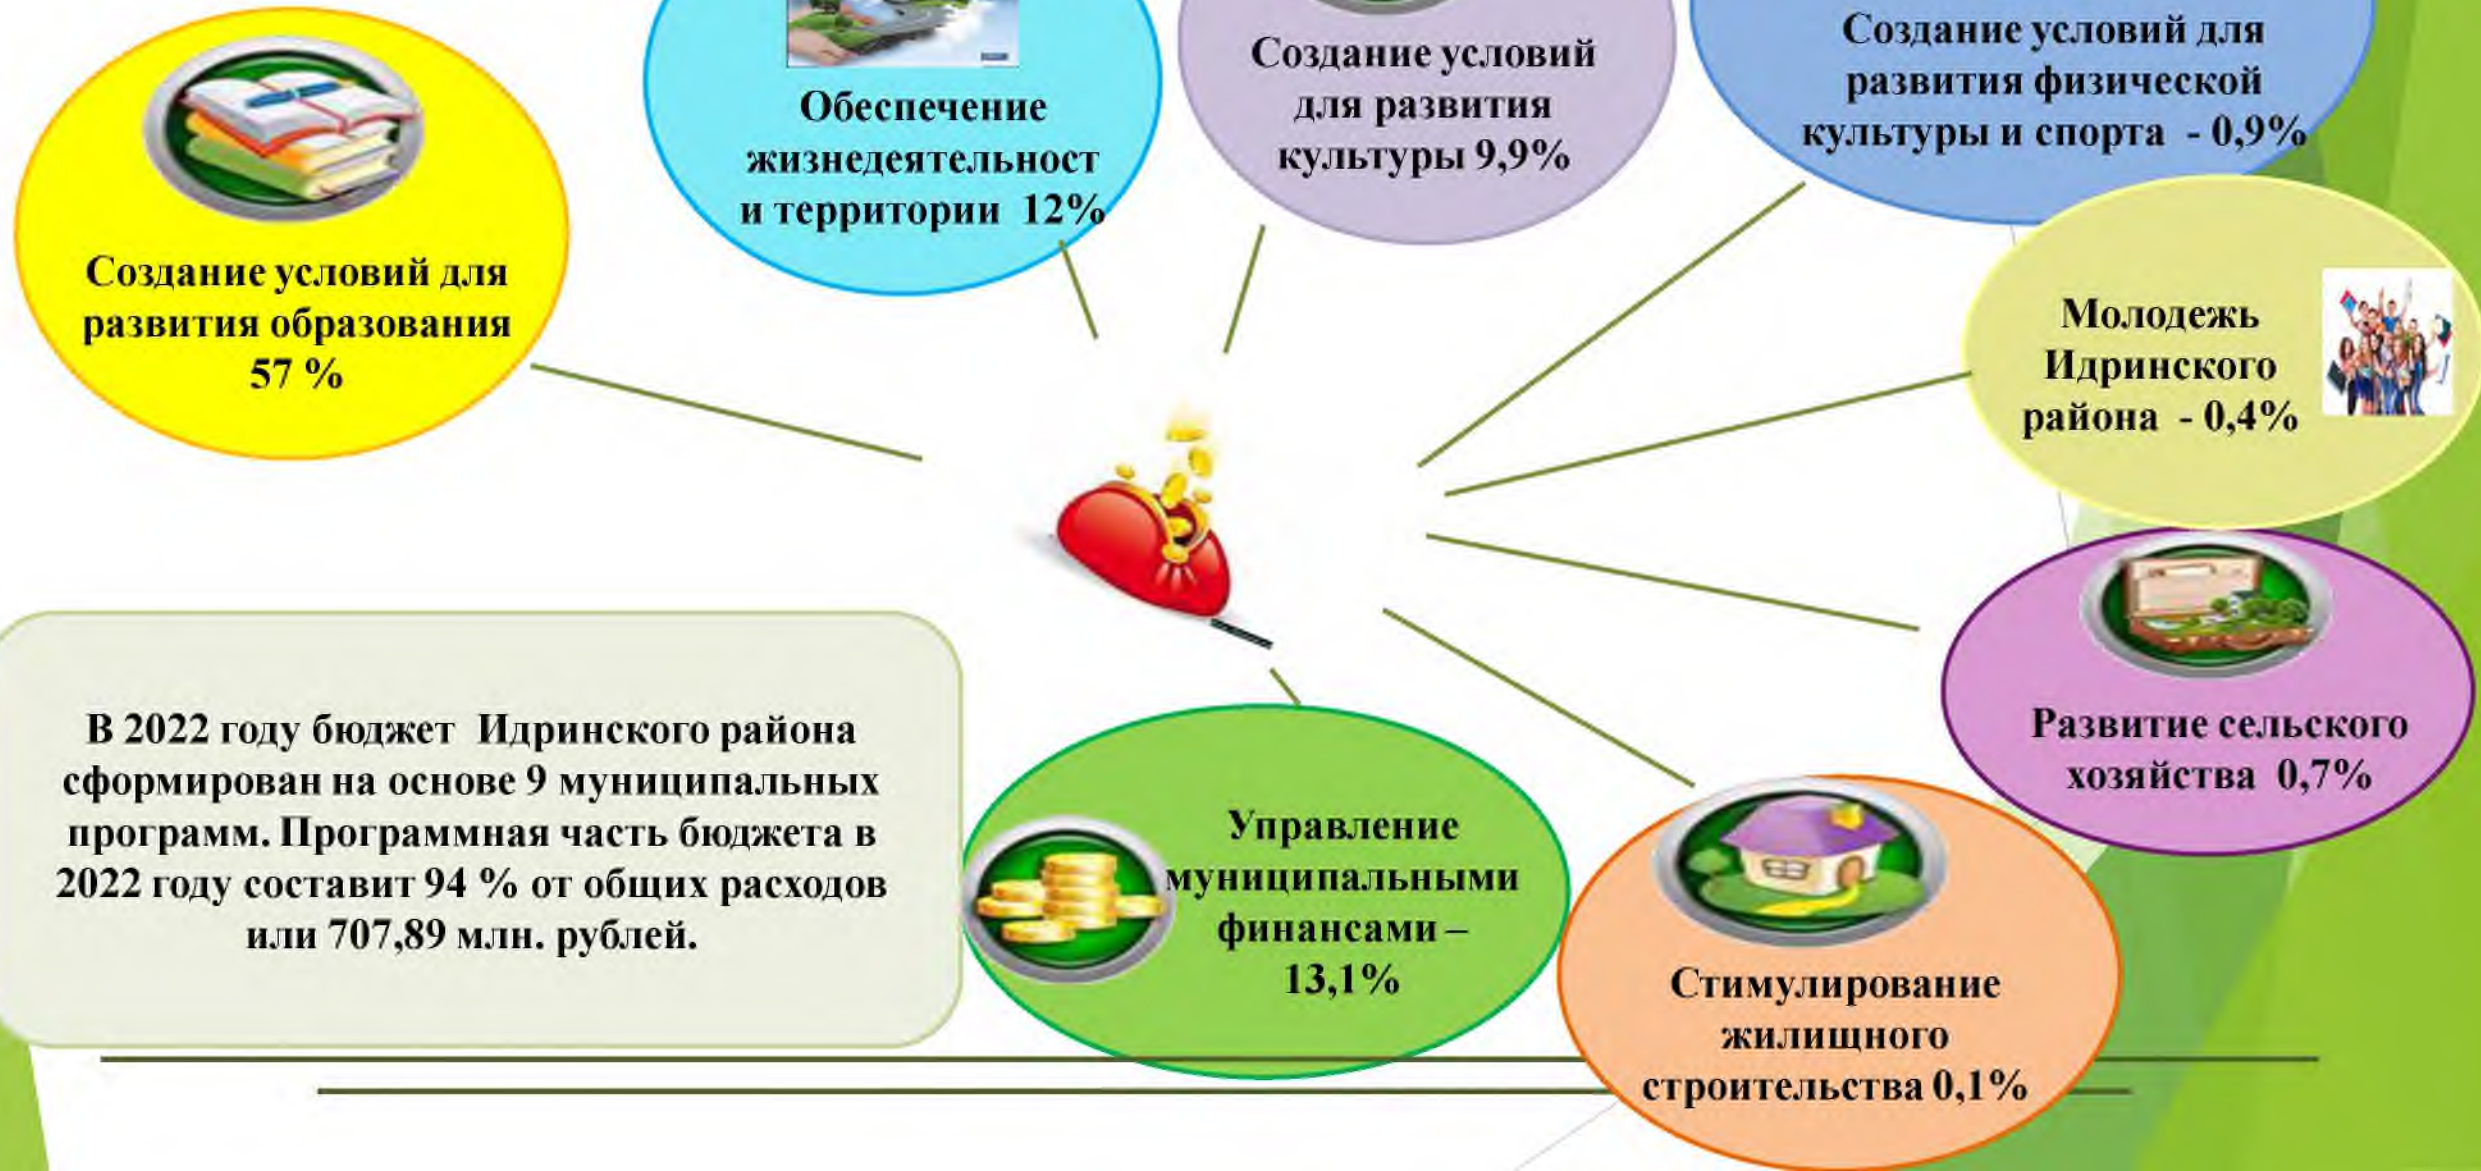 Создание условий для
развития образования
57 %
Обеспечение
жизнедеятельност
и территории 12%
Создание условий
для развития
культуры 9,9%
Создание условий для
развития физической
культуры и спорта - 0,9%
Молодежь
Идринского
района - 0,4%
Развитие сельского
хозяйства 0,7%
Стимулирование
жилищного
строительства 0,1%
Управление
муниципальными
финансами –
13,1%
В 2022 году бюджет Идринского района
сформирован на основе 9 муниципальных
программ. Программная часть бюджета в
2022 году составит 94 % от общих расходов
или 707,89 млн. рублей.